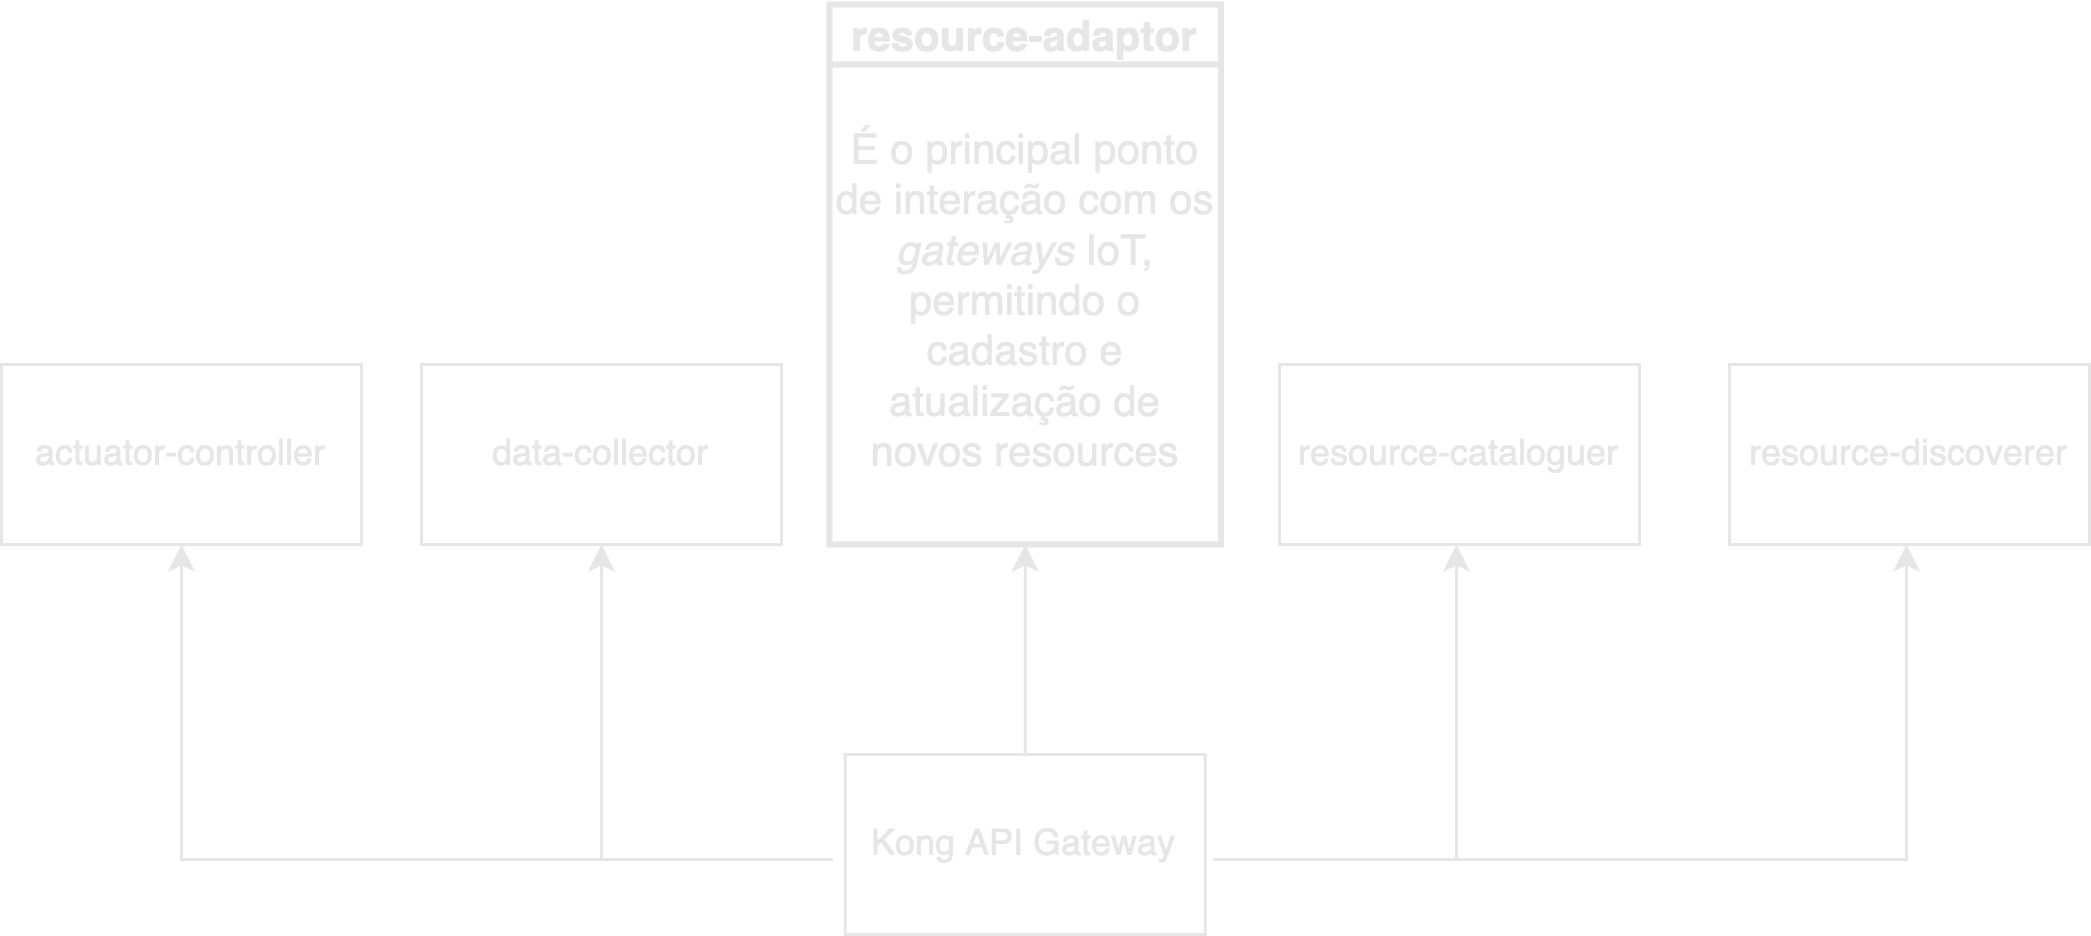 resource-adaptor
É o principal ponto
de interação com os
gateways IoT,
permitindo o
cadastro e
atualização de
novos resources
actuator-controller
data-collector
resource-cataloguer
resource-discoverer
Kong API Gateway